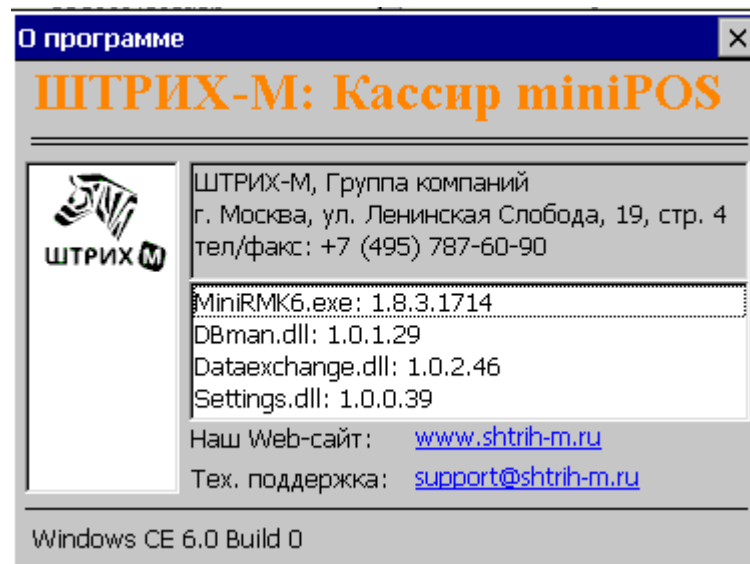 О программе
ШТРИХ-М: Кассир miniPOS
ШТРИХ М
ШТРИХ-М, Группа компаний
г. Москва, ул. Ленинская Слобода, 19, стр. 4
тел/факс: +7 (495) 787-60-90
MiniRMK6.exe: 1.8.3.1714
DBman.dll: 1.0.1.29
Dataexchange.dll: 1.0.2.46
Settings.dll: 1.0.0.39
Наш Web-сайт: www.shtrih-m.ru
Тех. поддержка: support@shtrih-m.ru
Windows CE 6.0 Build 0